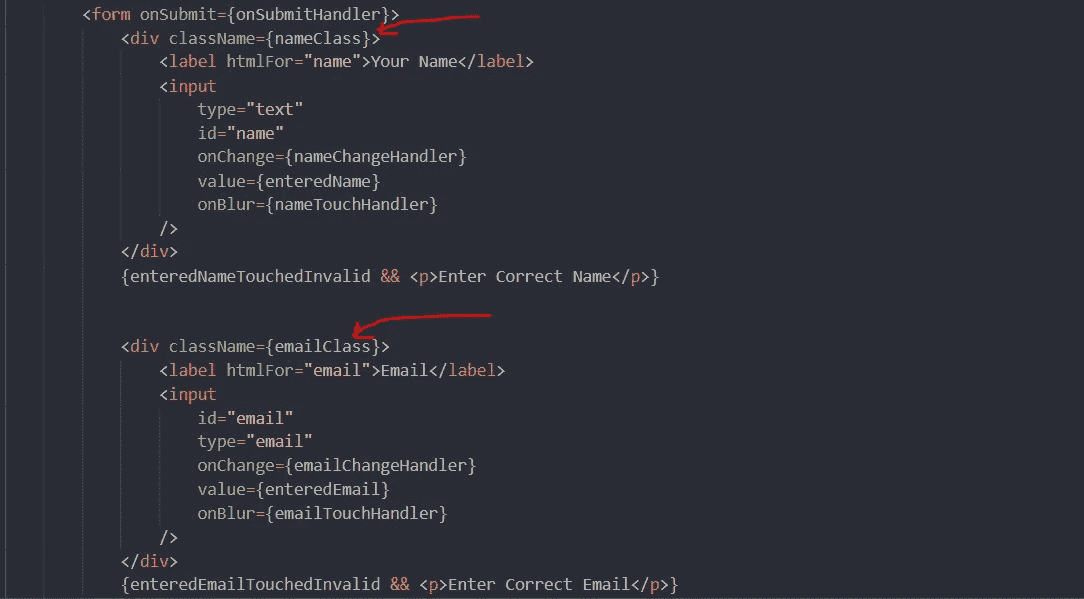 <form onSubmit={onSubmitHandler}>
<div className={nameClass}>
<label htmlFor="name">Your Name</label>
<input
type="text"
id="name"
onChange={nameChangeHandler}
value={enteredName}
onBlur={nameTouchHandler}
/>
</div>
{enteredNameTouchedInvalid && <p>Enter Correct Name</p>}
<div className={emailClass}>
<label htmlFor="email">Email</label>
<input
id="email"
type="email"
onChange={emailChangeHandler}
value={enteredEmail}
onBlur={emailTouchHandler}
/>
</div>
{enteredEmailTouchedInvalid && <p>Enter Correct Email</p>}